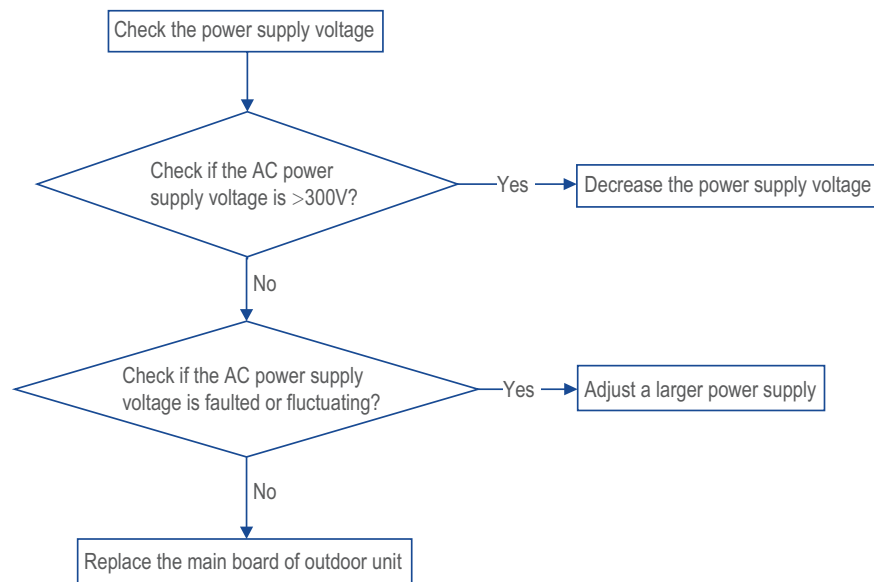 Check the power supply voltage
Check if the AC power
supply voltage is >300V?
Yes
Decrease the power supply voltage
No
Check if the AC power supply
voltage is faulted or fluctuating?
Yes
Adjust a larger power supply
No
Replace the main board of outdoor unit